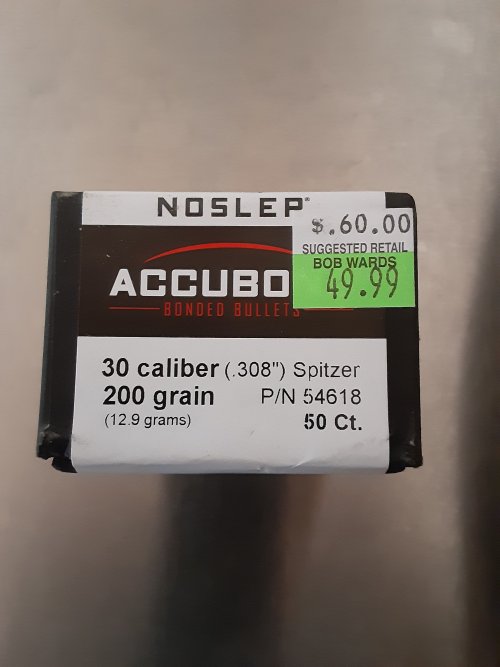 NOSLER
$.60.00
SUGGESTED RETAIL
BOB WARDS
49.99
ACCUBO
BONDED BULLETS
30 caliber (.308") Spitzer
200 grain P/N 54618
(12.9 grams) 50 Ct.